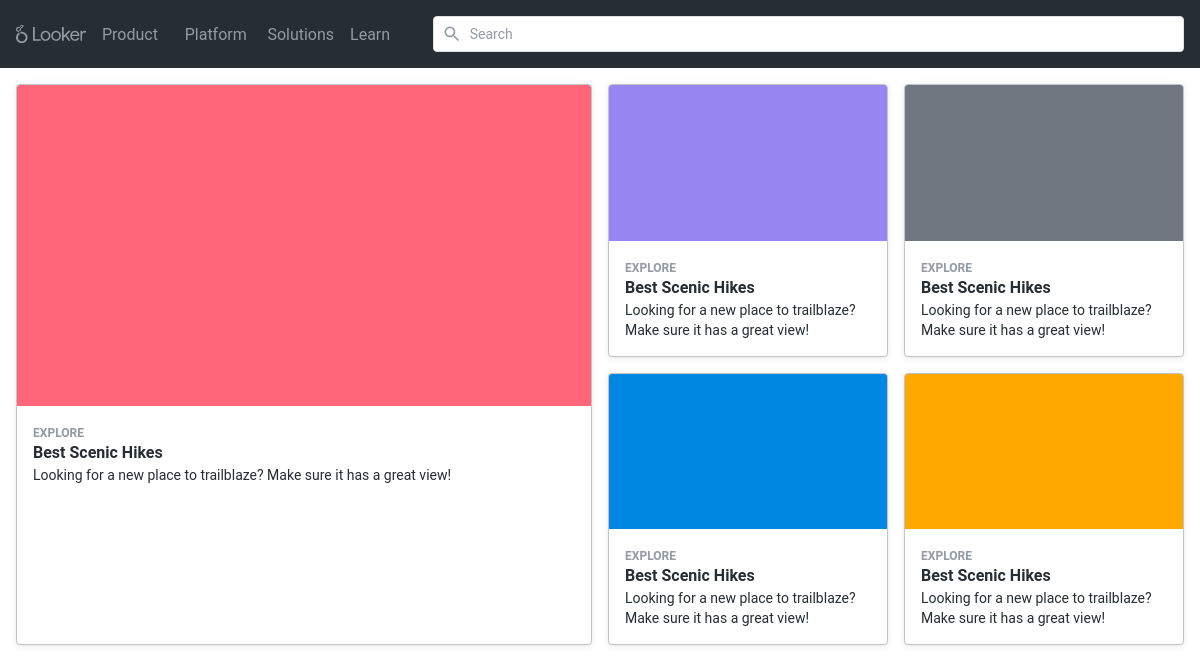 Looker Product Platform Solutions Learn Search
EXPLORE
Best Scenic Hikes
Looking for a new place to trailblaze? Make sure it has a great view!
EXPLORE
Best Scenic Hikes
Looking for a new place to trailblaze?
Make sure it has a great view!
EXPLORE
Best Scenic Hikes
Looking for a new place to trailblaze?
Make sure it has a great view!
EXPLORE
Best Scenic Hikes
Looking for a new place to trailblaze?
Make sure it has a great view!
EXPLORE
Best Scenic Hikes
Looking for a new place to trailblaze?
Make sure it has a great view!